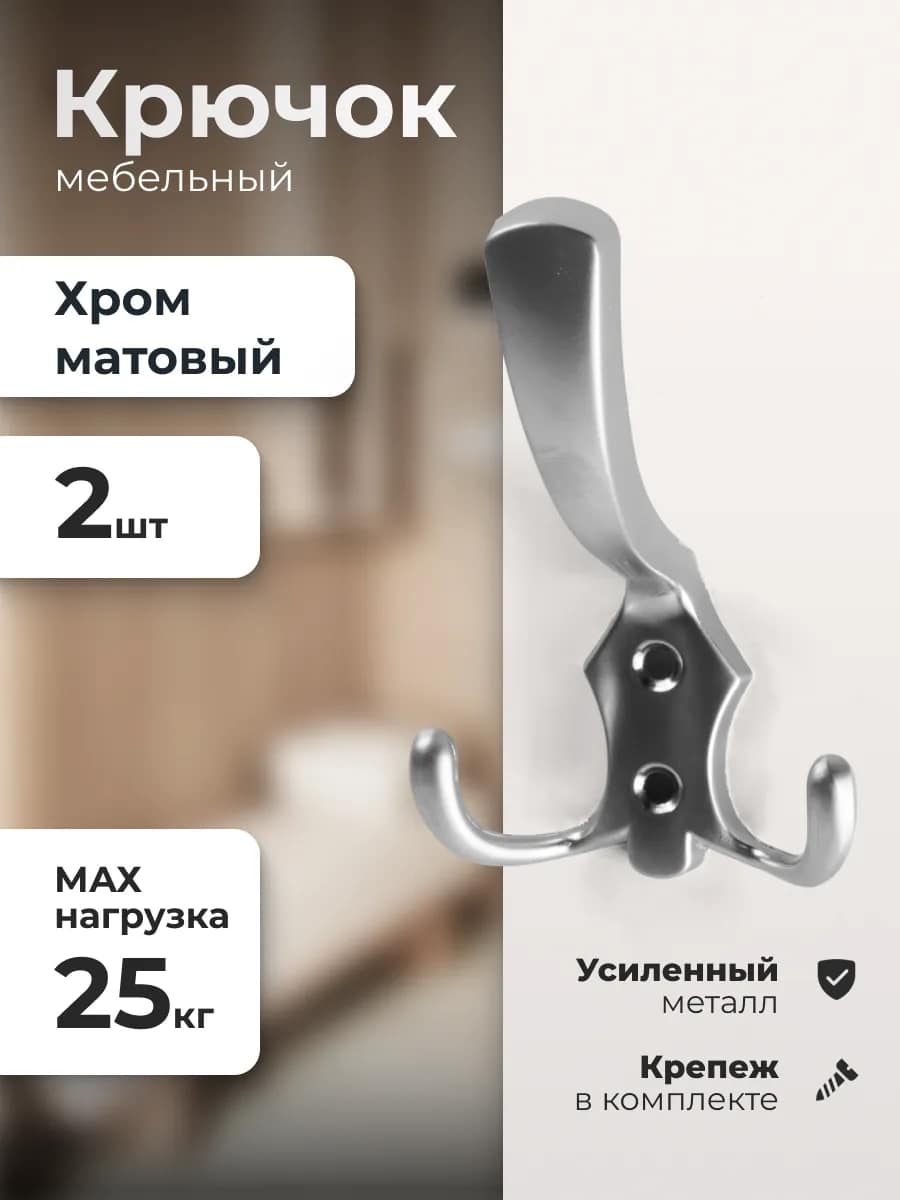 Крючок
мебельный
Хром
матовый
2шт
MAX
нагрузка
25кг
Усиленный
металл
Крепеж
в комплекте